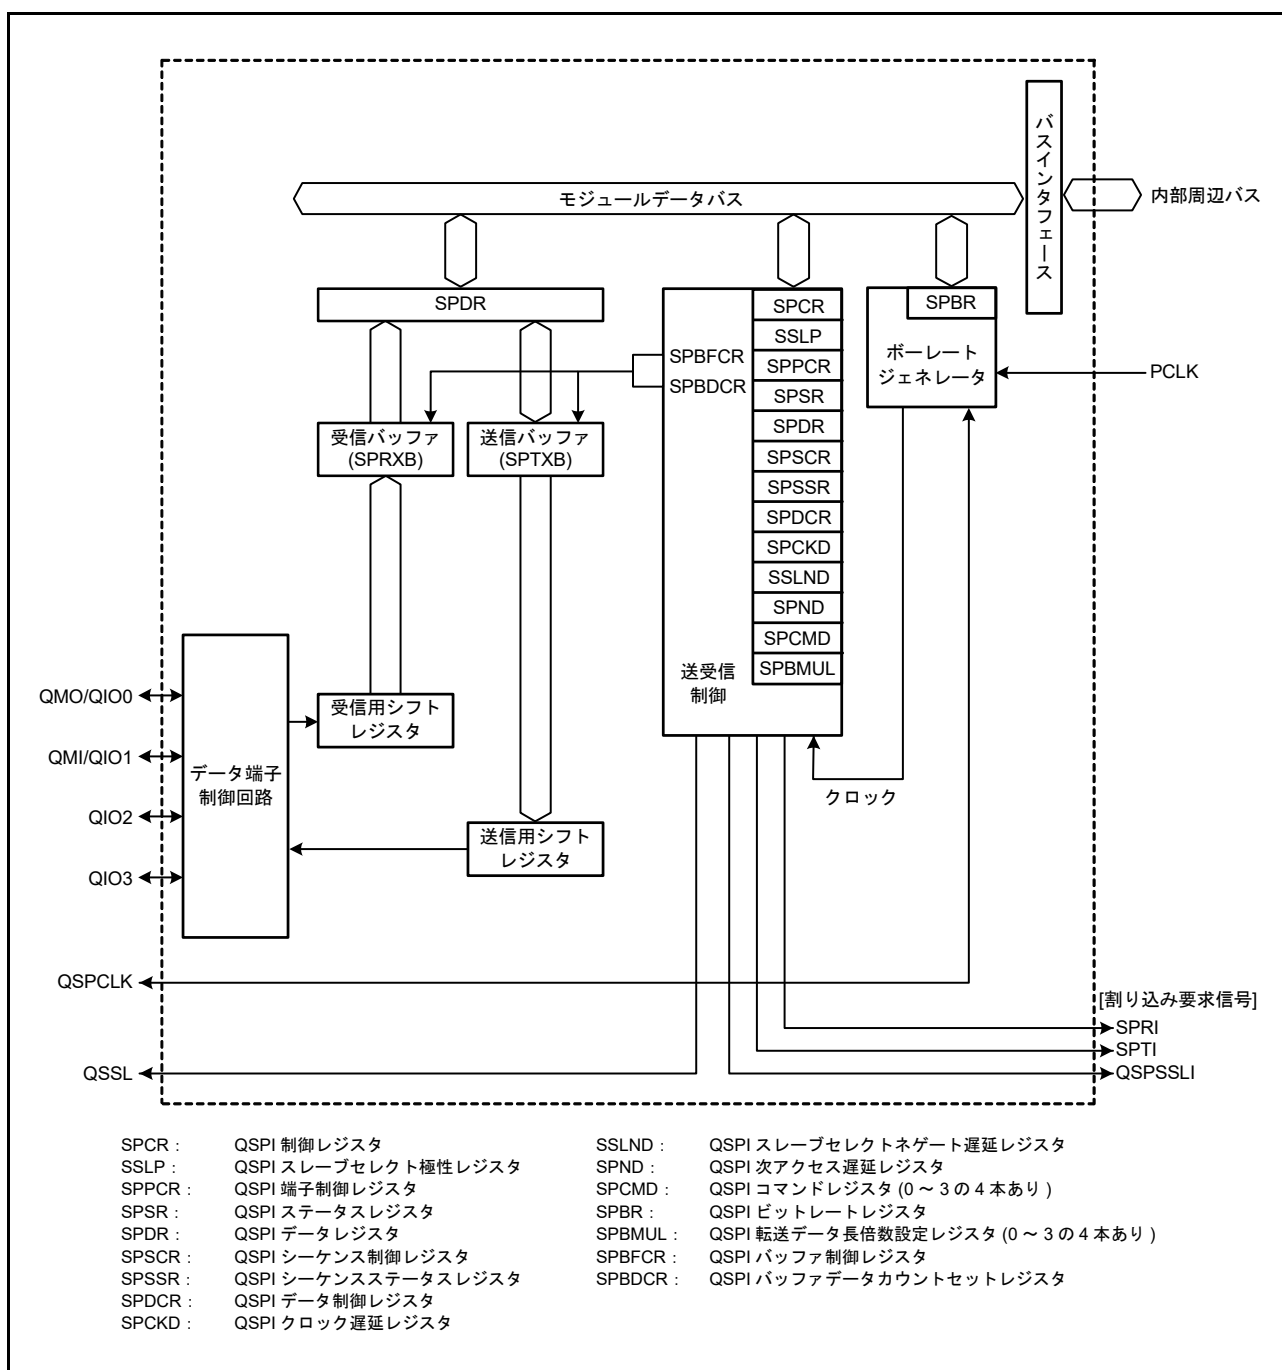 バスインタフェース
モジュールデータバス
内部周辺バス
SPDR
SPBFCR
SPBDCR
SPCR
SSLP
SPPCR
SPSR
SPDR
SPSCR
SPSSR
SPDCR
SPCKD
SSLND
SPND
SPCMD
SPBMUL
送受信
制御
SPBR
ボーレート
ジェネレータ
PCLK
受信バッファ
(SPRXB)
送信バッファ
(SPTXB)
QMO/QIO0
QMI/QIO1
QIO2
QIO3
データ端子
制御回路
受信用シフト
レジスタ
送信用シフト
レジスタ
クロック
QSPCLK
QSSL
[割り込み要求信号]
SPRI
SPTI
QSPSSLI
SPCR : QSPI 制御レジスタ
SSLP : QSPI スレーブセレクト極性レジスタ
SPPCR : QSPI 端子制御レジスタ
SPSR : QSPI ステータスレジスタ
SPDR : QSPI データレジスタ
SPSCR : QSPI シーケンス制御レジスタ
SPSSR : QSPI シーケンスステータスレジスタ
SPDCR : QSPI データ制御レジスタ
SPCKD : QSPI クロック遅延レジスタ
SSLND : QSPI スレーブセレクトネゲート遅延レジスタ
SPND : QSPI 次アクセス遅延レジスタ
SPCMD : QSPI コマンドレジスタ (0 ～ 3 の 4 本あり )
SPBR : QSPI ビットレートレジスタ
SPBMUL : QSPI 転送データ長倍数設定レジスタ (0 ～ 3 の 4 本あり )
SPBFCR : QSPI バッファ制御レジスタ
SPBDCR : QSPI バッファデータカウントセットレジスタ